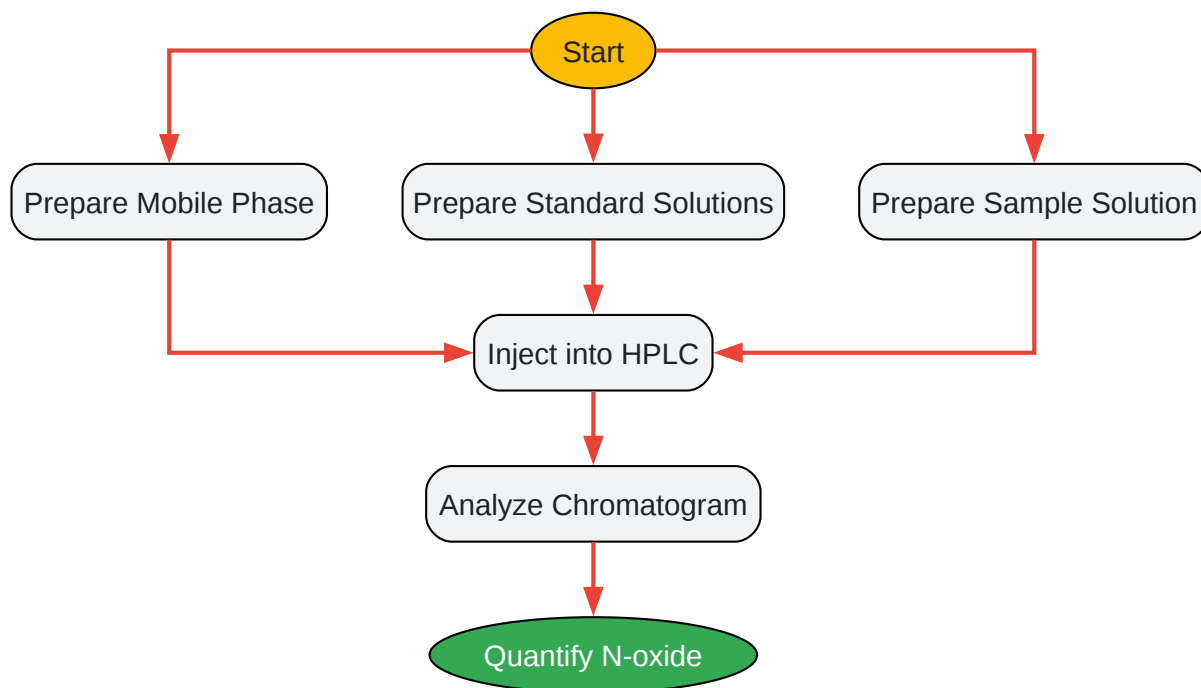 Start
Prepare Mobile Phase
Prepare Standard Solutions
Prepare Sample Solution
Inject into HPLC
Analyze Chromatogram
Quantify N-oxide